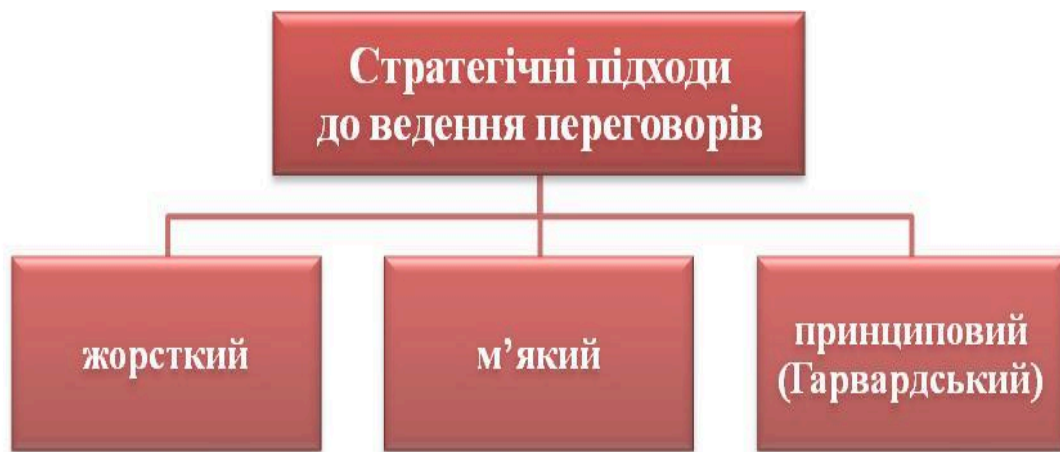 Стратегічні підходи
до ведення переговорів
жорсткий
м’який
принциповий
(Гарвардський)